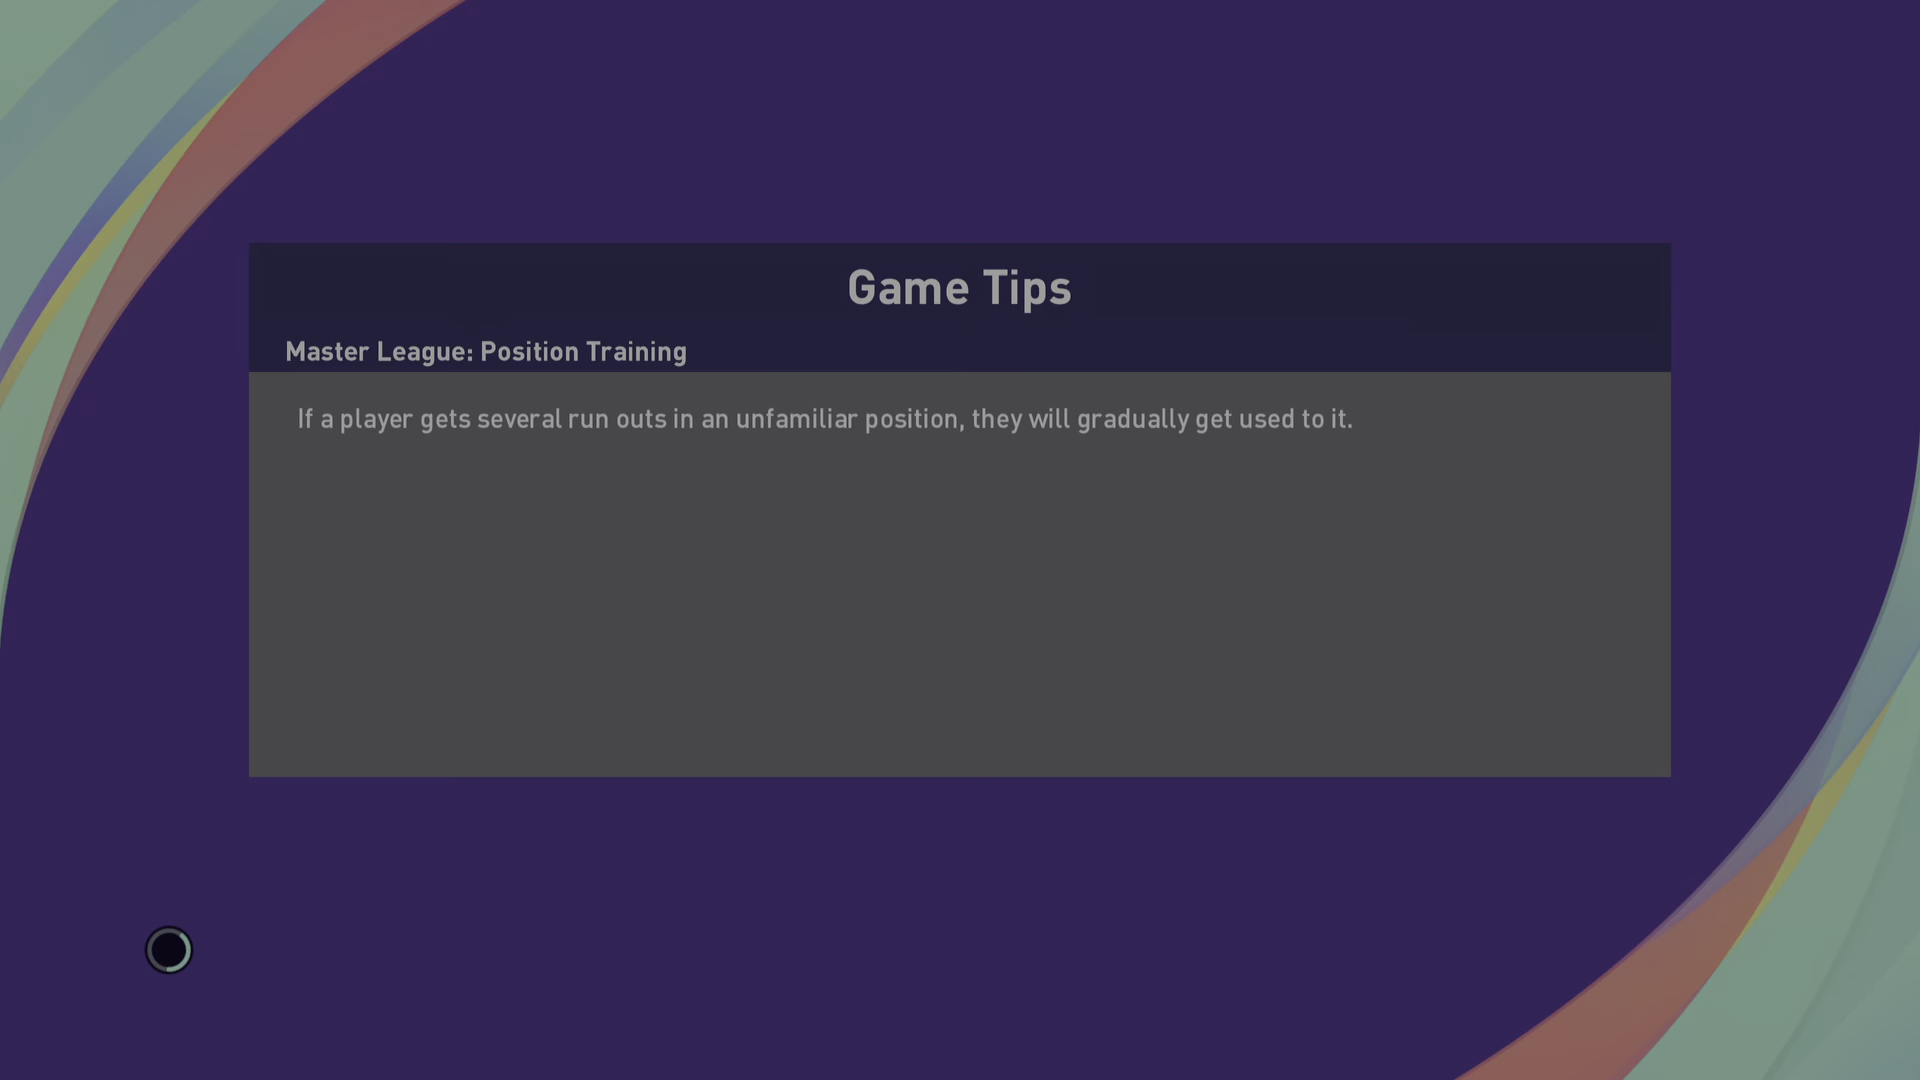 Game Tips
Master League: Position Training
If a player gets several run outs in an unfamiliar position, they will gradually get used to it.